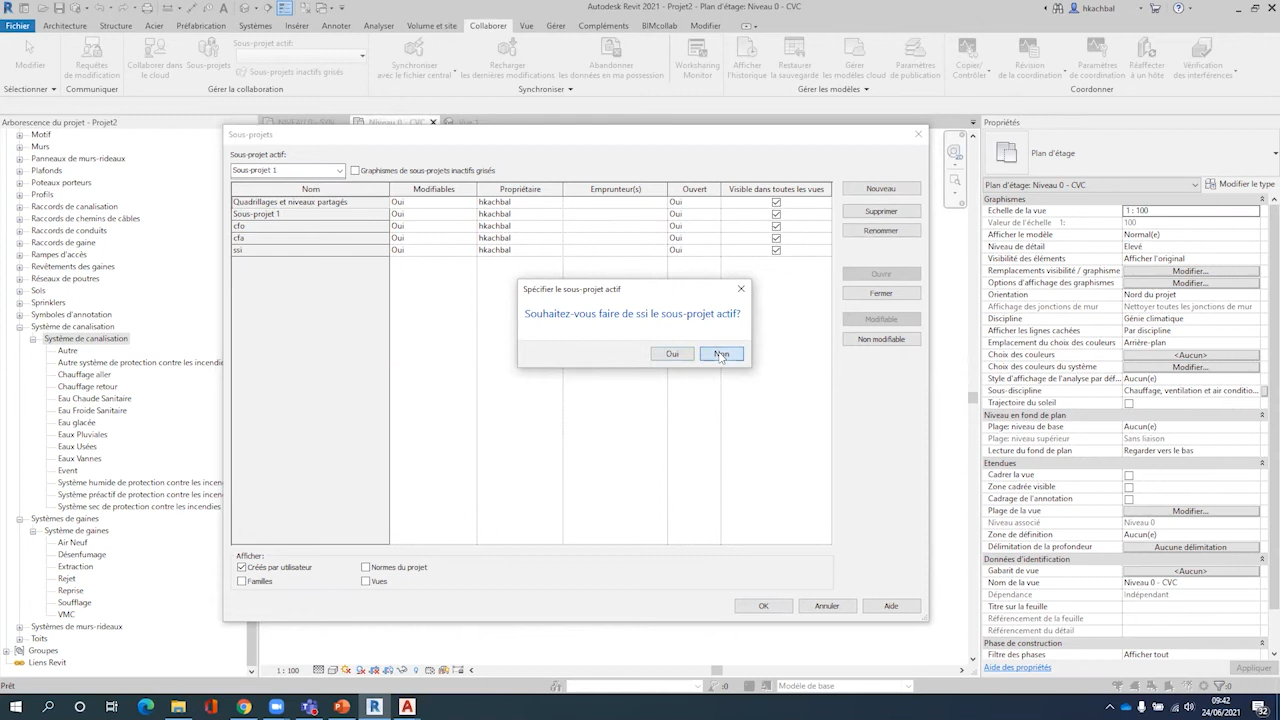 Autodesk Revit 2021 - Projet2 - Plan d'étage: Niveau 0 - CVC
hkachbal
Fichier Architecture Structure Acier Préfabrication Systèmes Insérer Annoter Analyser Volume et site Collaborer Vue Gérer Compléments BIMcollab Modifier
Modifier
Requêtes de modification
Collaborer dans le cloud
Sous-projets
Sous-projet actif:
Sous-projets inactifs grisés
Synchroniser avec le fichier central
Recharger les dernières modifications
Abandonner les données en ma possession
Worksharing Monitor
Afficher l'historique
Restaurer la sauvegarde
Gérer les modèles cloud
Paramètres de publication
Copier/ Contrôler
Révision de la coordination
Paramètres de coordination
Réaffecter à un hôte
Vérification des interférences
Sélectionner Communiquer Gérer la collaboration Synchroniser Gérer les modèles Coordonner
Arborescence du projet - Projet2
Motif
Murs
Panneaux de murs-rideaux
Plafonds
Poteaux porteurs
Profils
Raccords de canalisation
Raccords de chemins de câbles
Raccords de conduits
Raccords de gaine
Rampes d'accès
Revêtements des gaines
Réseaux de poutres
Sols
Sprinklers
Symboles d'annotation
Système de canalisation
Système de canalisation
Autre
Autre système de protection contre les incendi
Chauffage aller
Chauffage retour
Eau Chaude Sanitaire
Eau Froide Sanitaire
Eau glacée
Eaux Pluviales
Eaux Usées
Eaux Vannes
Event
Système humide de protection contre les incen
Système préactif de protection contre les incen
Système sec de protection contre les incendies
Systèmes de gaines
Système de gaines
Air Neuf
Désenfumage
Extraction
Rejet
Reprise
Soufflage
VMC
Systèmes de murs-rideaux
Toits
Groupes
Liens Revit
Niveau 0 - CVC
Sous-projets
Sous-projet actif:
Sous-projet 1
Graphismes de sous-projets inactifs grisés
Nom Modifiables Propriétaire Emprunteur(s) Ouvert Visible dans toutes les vues
Quadrillages et niveaux partagés Oui hkachbal Oui
Sous-projet 1 Oui hkachbal Oui
cfo Oui hkachbal Oui
cfa Oui hkachbal Oui
ssi Oui hkachbal Oui
Nouveau
Supprimer
Renommer
Ouvrir
Fermer
Modifiable
Non modifiable
Spécifier le sous-projet actif
Souhaitez-vous faire de ssi le sous-projet actif?
Oui Non
Afficher:
Créés par utilisateur Normes du projet
Familles Vues
OK Annuler Aide
Propriétés
Plan d'étage
Plan d'étage: Niveau 0 - CVC Modifier le type
Graphismes
Echelle de la vue 1 : 100
Valeur de l'échelle 1: 100
Afficher le modèle Normal(e)
Niveau de détail Elevé
Visibilité des éléments Afficher l'original
Remplacements visibilité / graphisme Modifier...
Options d'affichage des graphismes Modifier...
Orientation Nord du projet
Affichage des jonctions de mur Nettoyer toutes les jonctions de mur
Discipline Génie climatique
Afficher les lignes cachées Par discipline
Emplacement du choix des couleurs Arrière-plan
Choix des couleurs <Aucun>
Choix des couleurs du système Modifier...
Style d'affichage de l'analyse par déf... Aucun(e)
Sous-discipline Chauffage, ventilation et air conditio...
Trajectoire du soleil
Niveau en fond de plan
Plage: niveau de base Aucun(e)
Plage: niveau supérieur Sans liaison
Lecture du fond de plan Regarder vers le bas
Etendues
Cadrer la vue
Zone cadrée visible
Cadrage de l'annotation
Plage de la vue Modifier...
Niveau associé Niveau 0
Zone de définition Aucun(e)
Délimitation de la profondeur Aucune délimitation
Données d'identification
Gabarit de vue <Aucun>
Nom de la vue Niveau 0 - CVC
Dépendance Indépendant
Titre sur la feuille
Référencement de la feuille
Référencement du détail
Phase de construction
Filtre des phases Afficher tout
Aide des propriétés Appliquer
1 : 100
Prêt
:0 Modèle de base :0
09:42
24/06/2021